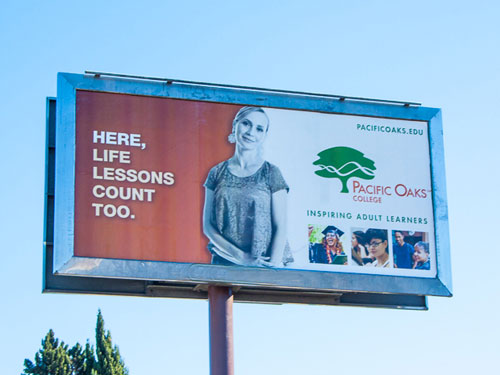 HERE,
LIFE
LESSONS
COUNT
TOO.
PACIFICOAKS.EDU
PACIFIC OAKS
COLLEGE
INSPIRING ADULT LEARNERS